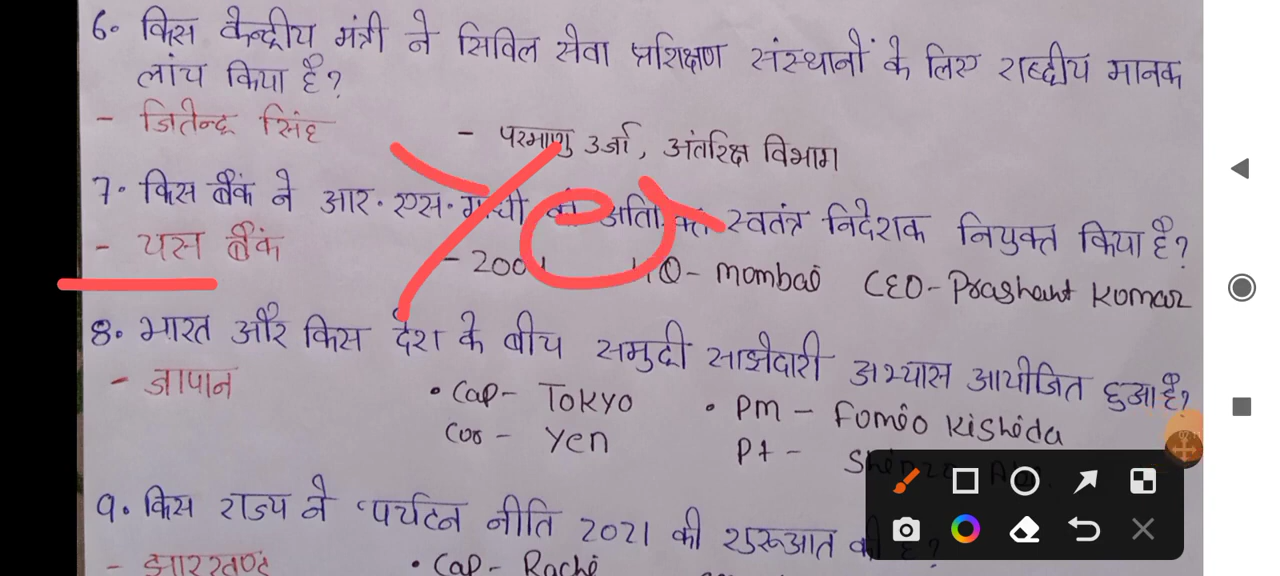 6. किस केन्द्रीय मंत्री ने सिविल सेवा प्रशिक्षण संस्थानों के लिए राष्ट्रीय मानक
लांच किया है?
- जितेन्द्र सिंह - परमाणु उर्जा, अंतरिक्ष विभाग
7. किस बैंक ने आर. एस. को स्वतंत्र निदेशक नियुक्त किया है?
- यस बैंक - 2004 HQ- mombai CEO- Prashant Kumar
8. भारत और किस देश के बीच समुद्री साझेदारी अभ्यास आयोजित हुआ है?
- जापान • Cap- TOKYO • PM - Fomio Kishida
Cur - Yen P+ -
9. किस राज्य ने पर्यटन नीति 2021 की शुरूआत की है?
- झारखण्ड • Cap- Rachi